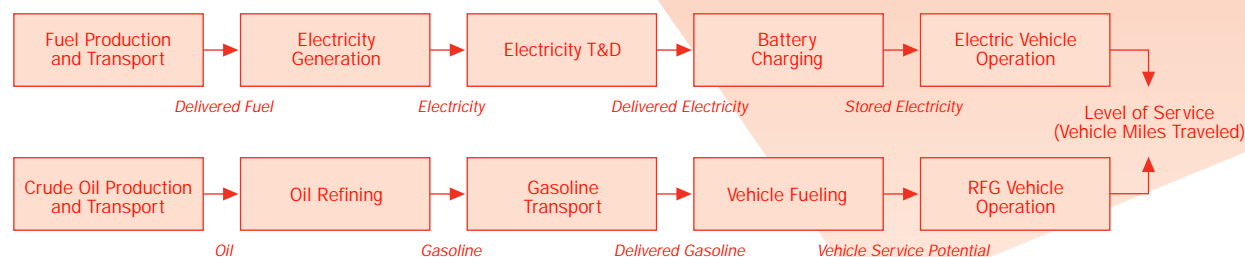 Fuel Production
and Transport
Electricity
Generation
Electricity T&D
Battery
Charging
Electric Vehicle
Operation
Delivered Fuel
Electricity
Delivered Electricity
Stored Electricity
Level of Service
(Vehicle Miles Traveled)
Crude Oil Production
and Transport
Oil Refining
Gasoline
Transport
Vehicle Fueling
RFG Vehicle
Operation
Oil
Gasoline
Delivered Gasoline
Vehicle Service Potential